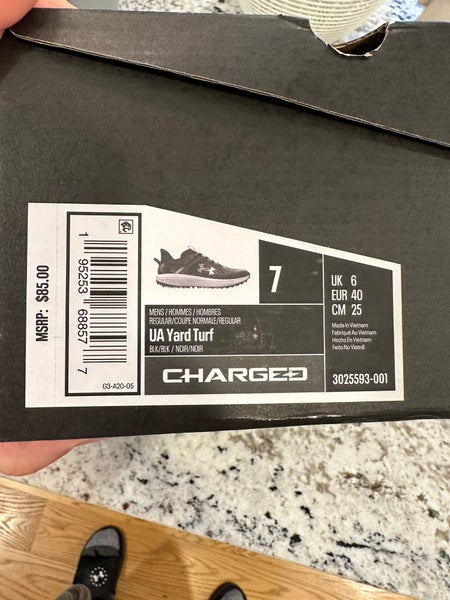 MSRP: $85.00
1 95253 68857 7
03-A20-05
7
UK 6
EUR 40
CM 25
MENS / HOMMES / HOMBRES
REGULAR/COUPE NORMALE/REGULAR
UA Yard Turf
BLK/BLK / NOIR/NOIR
Made in Vietnam
Fabriqué Au Vietnam
Hecho En Vietnam
Feito No Vietnã
CHARGED
3025593-001